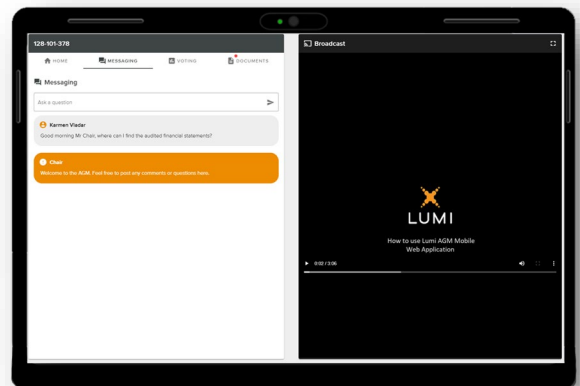 128-101-378
HOME
MESSAGING
VOTING
DOCUMENTS
Messaging
Ask a question
Karmen Vladar
Good morning Mr Chair, where can I find the audited financial statements?
Chair
Welcome to the AGM. Feel free to post any comments or questions here.
Broadcast
LUMI
How to use Lumi AGM Mobile
Web Application
0:02 / 3:06